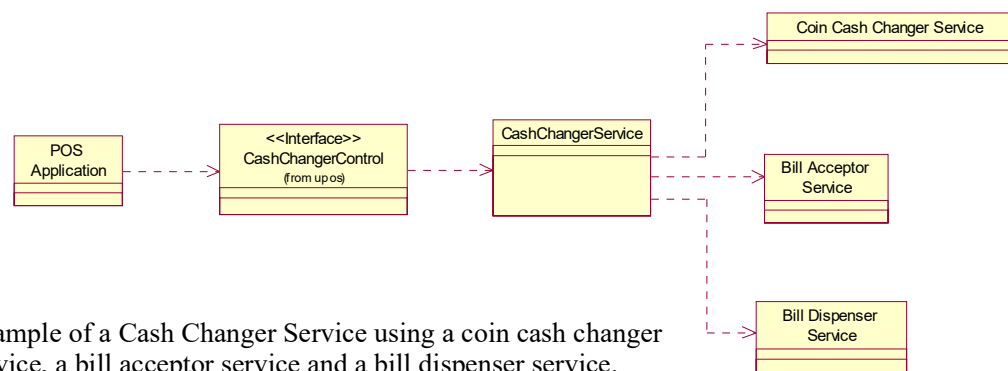 Coin Cash Changer Service
<<Interface>>
CashChangerControl
(from upos)
CashChangerService
POS
Application
Bill Acceptor
Service
Bill Dispenser
Service
ample of a Cash Changer Service using a coin cash changer
vice, a bill acceptor service and a bill dispenser service.